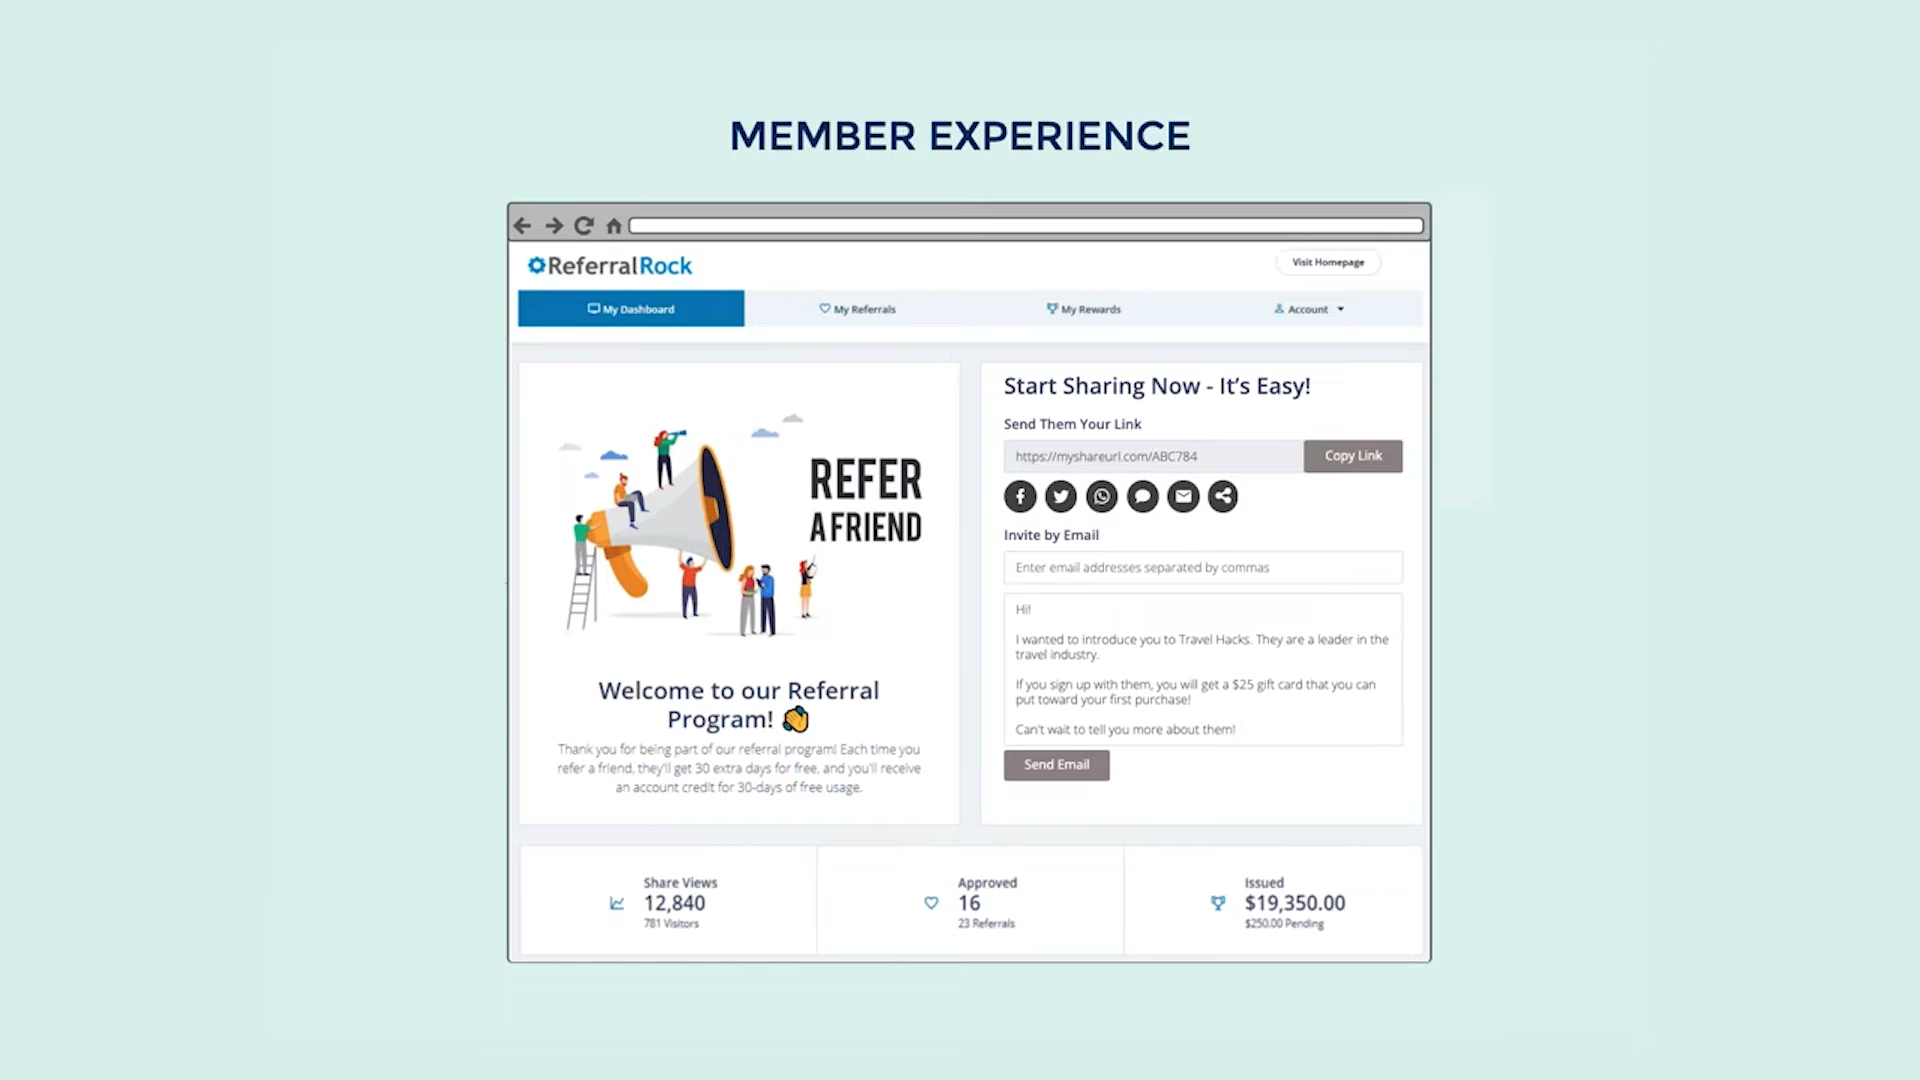 MEMBER EXPERIENCE
ReferralRock
Visit Homepage
My Dashboard
My Referrals
My Rewards
Account
REFER
A FRIEND
Welcome to our Referral
Program!
Thank you for being part of our referral program! Each time you
refer a friend, they'll get 30 extra days for free, and you'll receive
an account credit for 30-days of free usage.
Start Sharing Now - It's Easy!
Send Them Your Link
https://myshareurl.com/ABC784
Copy Link
Invite by Email
Enter email addresses separated by commas
Hi!
I wanted to introduce you to Travel Hacks. They are a leader in the
travel industry.
If you sign up with them, you will get a $25 gift card that you can
put toward your first purchase!
Can't wait to tell you more about them!
Send Email
Share Views
12,840
781 Visitors
Approved
16
23 Referrals
Issued
$19,350.00
$250.00 Pending